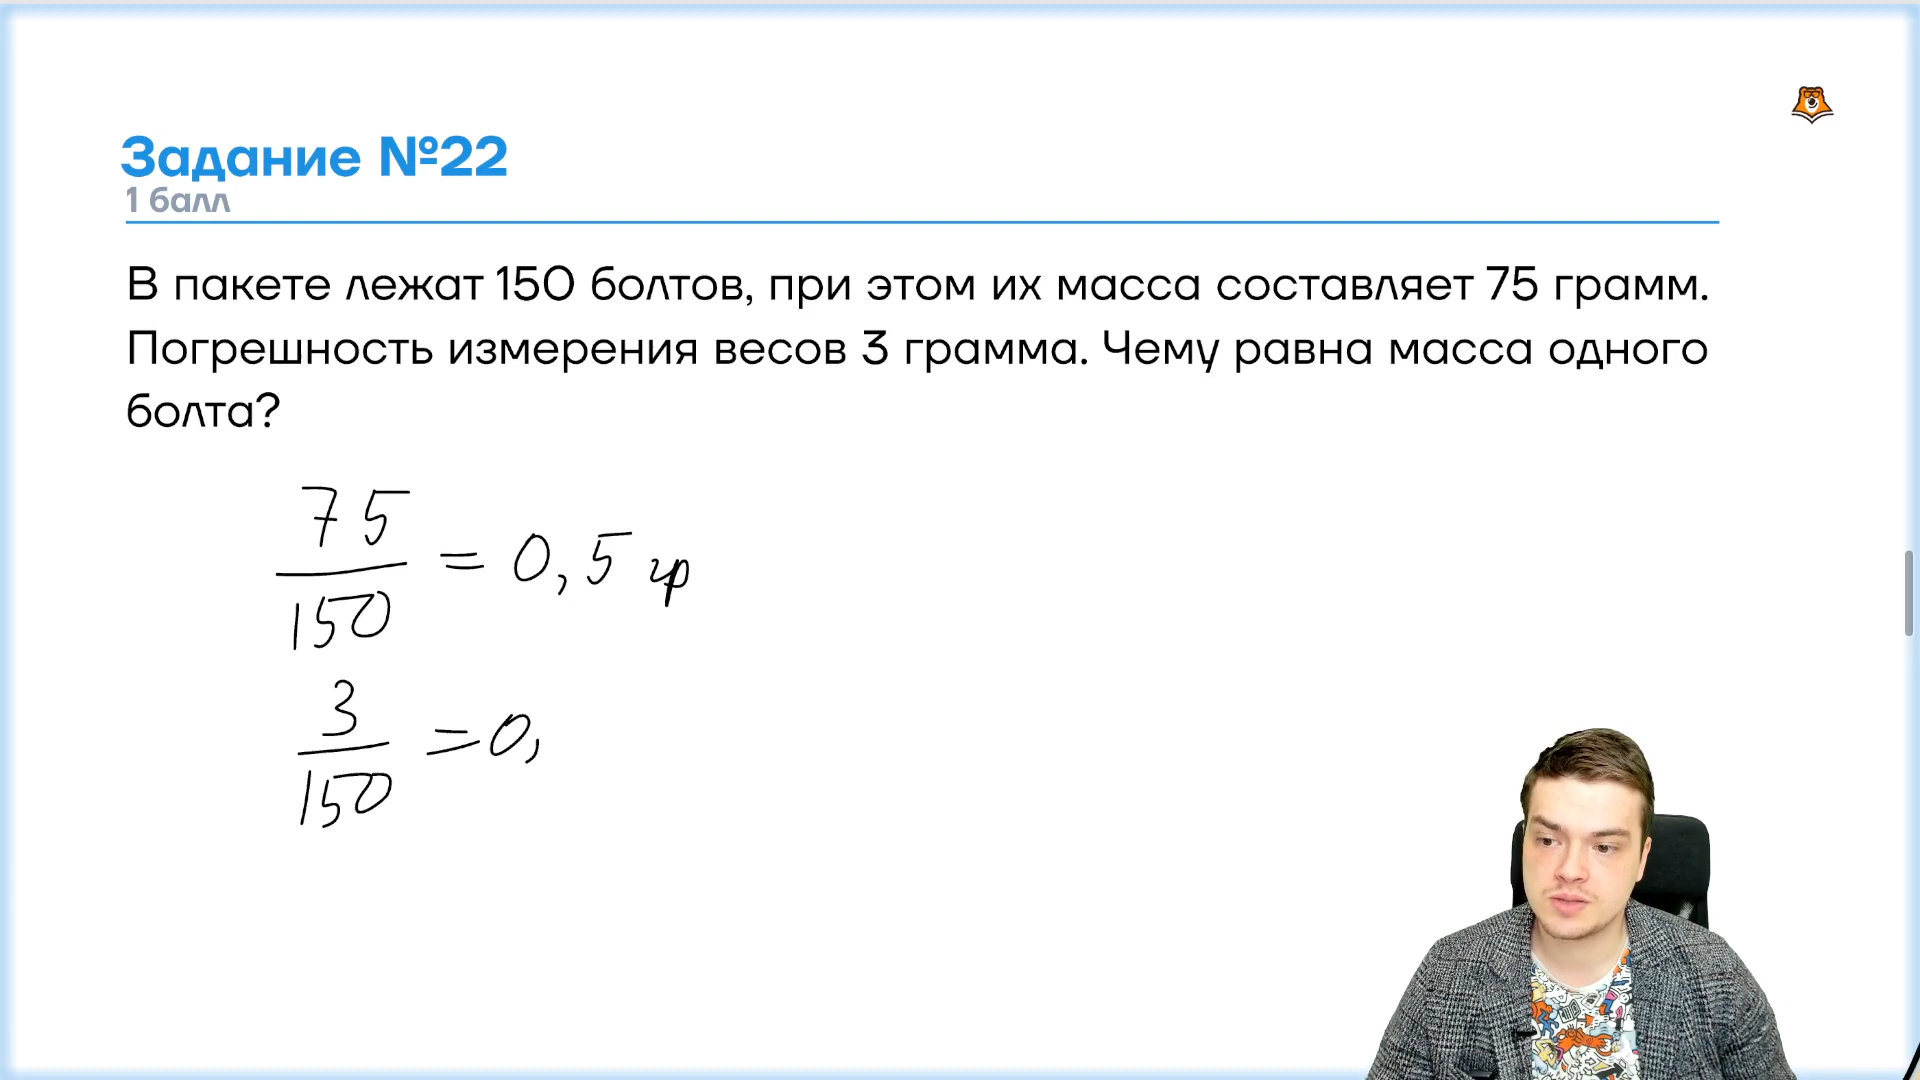 Задание №22
1 балл
В пакете лежат 150 болтов, при этом их масса составляет 75 грамм.
Погрешность измерения весов 3 грамма. Чему равна масса одного
болта?
75
150
= 0,5 гр
3
150
=0,